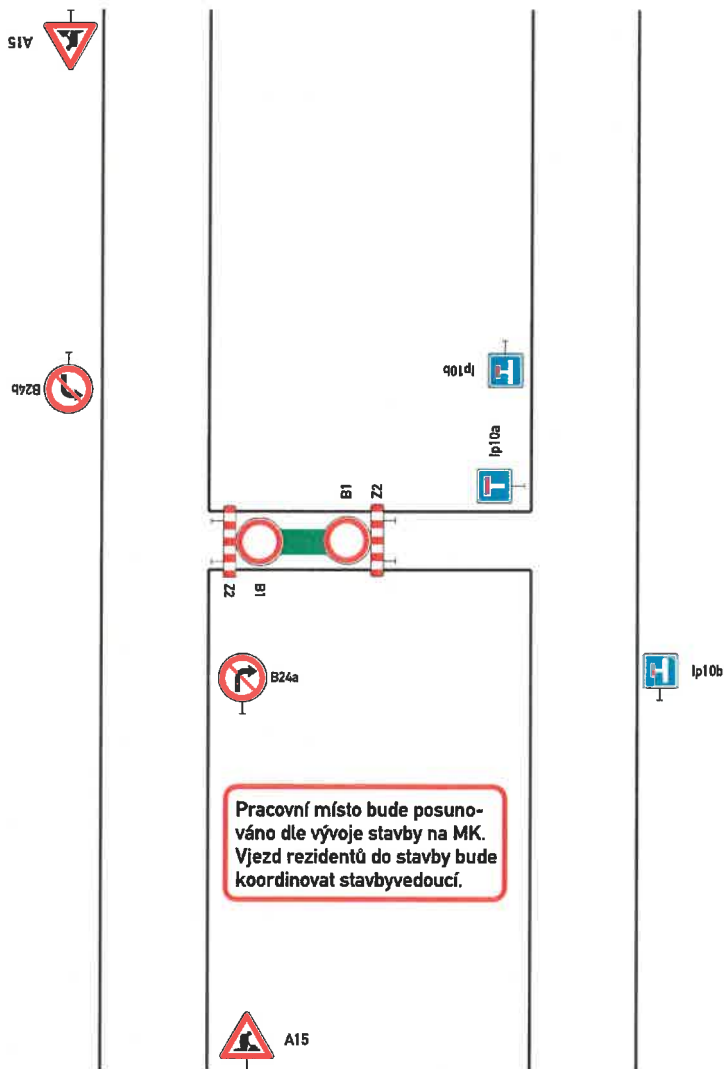 A15
B24b
Ip10b
Ip10a
B1
Z2
Z2
B1
B24a
Ip10b
Pracovní místo bude posuno-
váno dle vývoje stavby na MK.
Vjezd rezidentů do stavby bude
koordinovat stavbyvedoucí.
A15